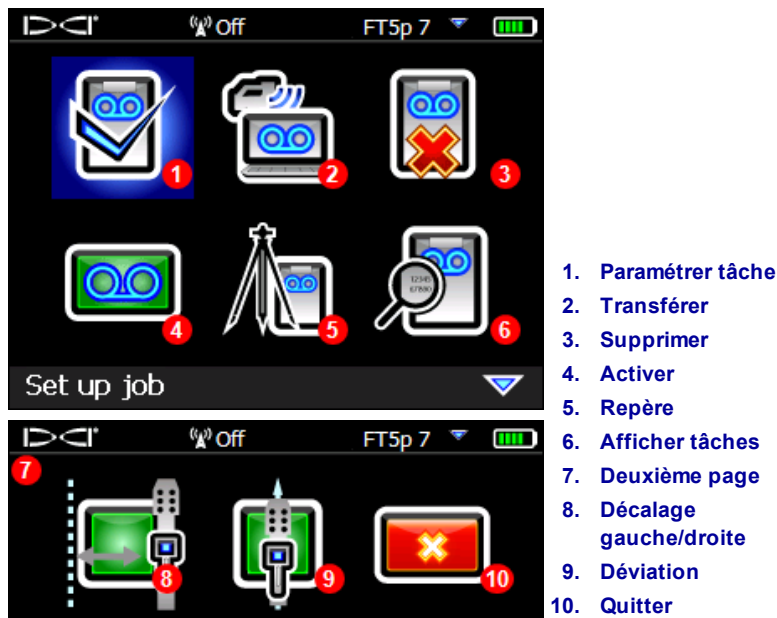 Off FT5p 7
1
2
3
12345
67890
4
5
6
Set up job
Off FT5p 7
7
8
9
10
1. Paramétrer tâche
2. Transférer
3. Supprimer
4. Activer
5. Repère
6. Afficher tâches
7. Deuxième page
8. Décalage
gauche/droite
9. Déviation
10. Quitter